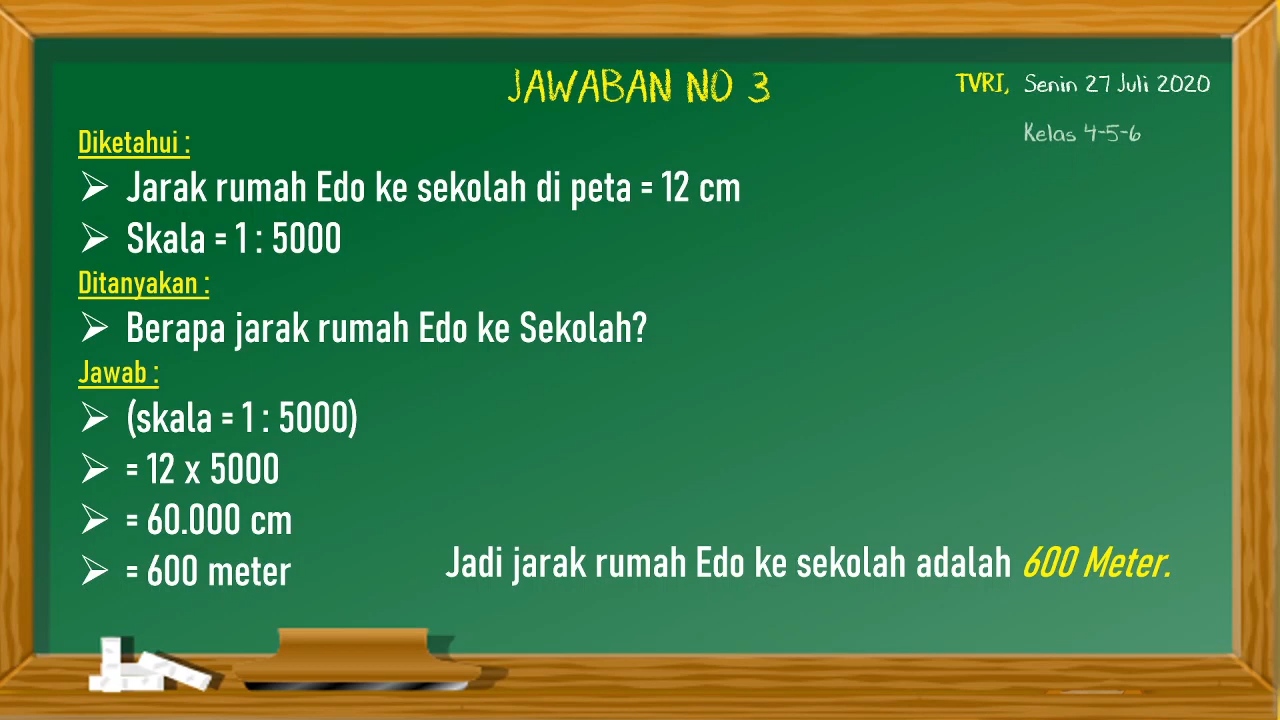 JAWABAN NO 3
TVRI, Senin 27 Juli 2020
Kelas 4-5-6
Diketahui :
➢ Jarak rumah Edo ke sekolah di peta = 12 cm
➢ Skala = 1 : 5000
Ditanyakan :
➢ Berapa jarak rumah Edo ke Sekolah?
Jawab :
➢ (skala = 1 : 5000)
➢ = 12 x 5000
➢ = 60.000 cm
➢ = 600 meter
Jadi jarak rumah Edo ke sekolah adalah 600 Meter.